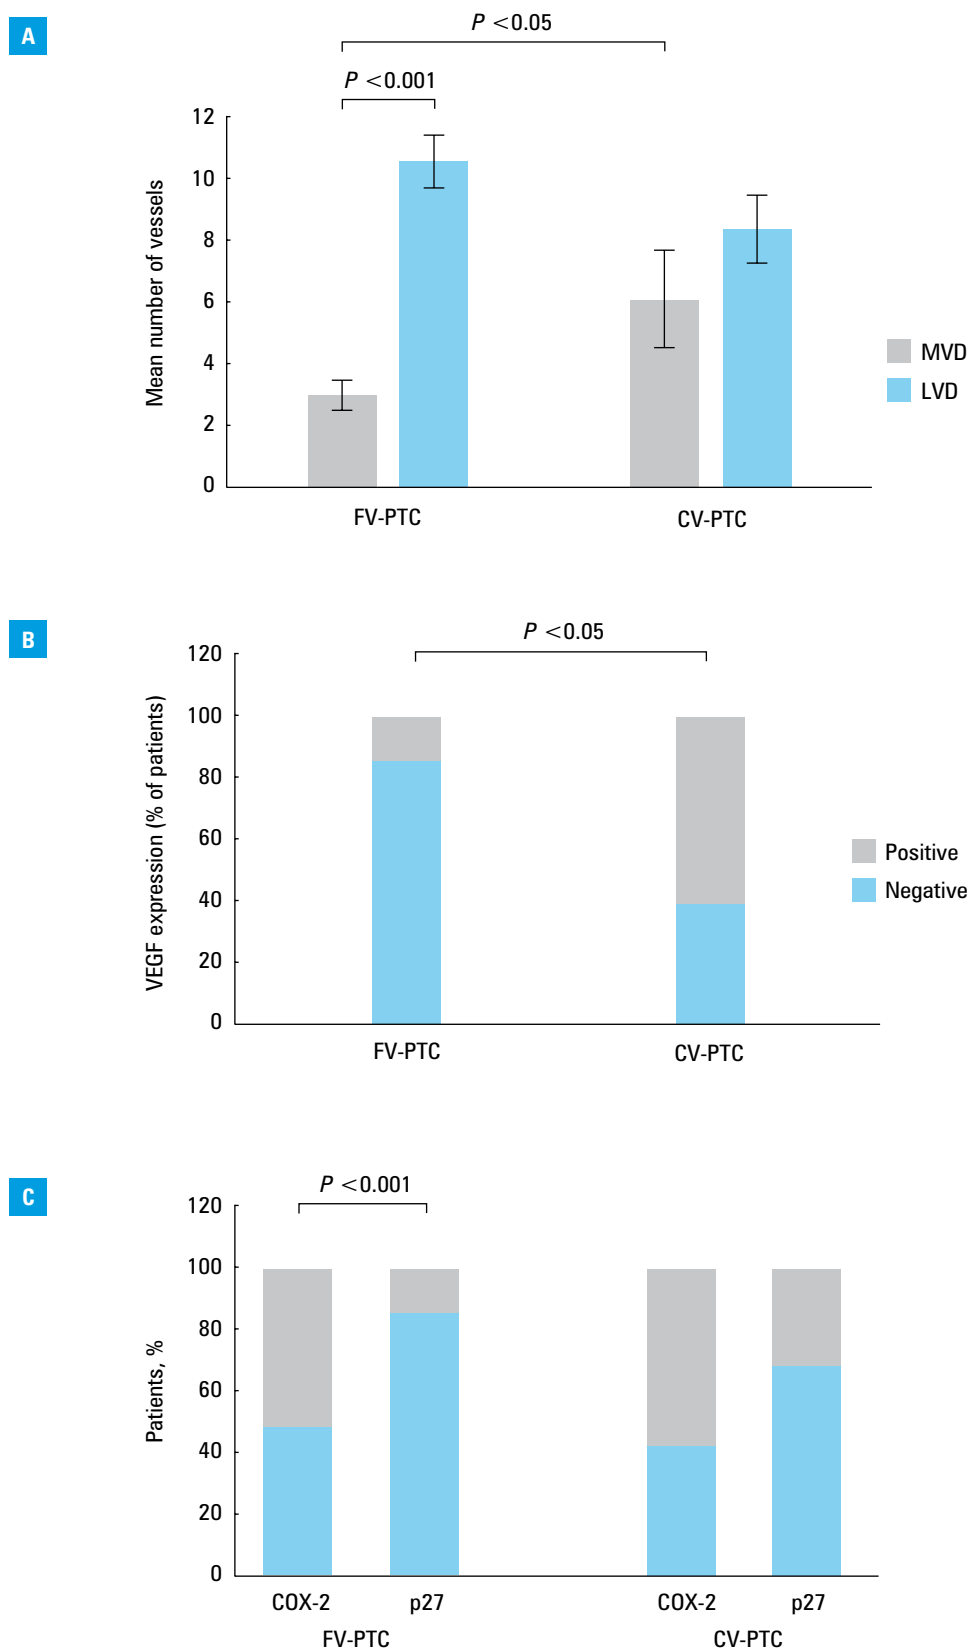 A
P <0.05
P <0.001
12
10
8
6
4
2
0
Mean number of vessels
FV-PTC
CV-PTC
MVD
LVD
B
P <0.05
120
100
80
60
40
20
0
VEGF expression (% of patients)
FV-PTC
CV-PTC
Positive
Negative
C
P <0.001
120
100
80
60
40
20
0
Patients, %
COX-2
p27
COX-2
p27
FV-PTC
CV-PTC